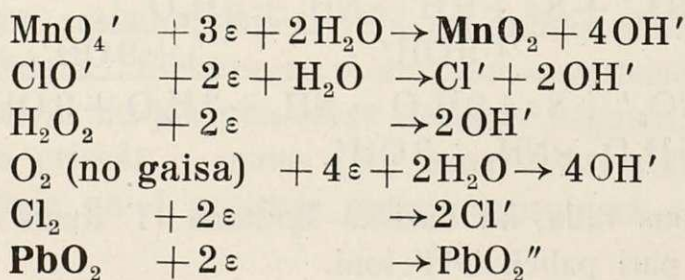 MnO₄′ +3ε+2H₂O→MnO₂+4OH′
ClO′ +2ε+H₂O →Cl′+2OH′
H₂O₂ +2ε →2OH′
O₂ (no gaisa) +4ε+2H₂O→4OH′
Cl₂ +2ε →2Cl′
PbO₂ +2ε →PbO₂″